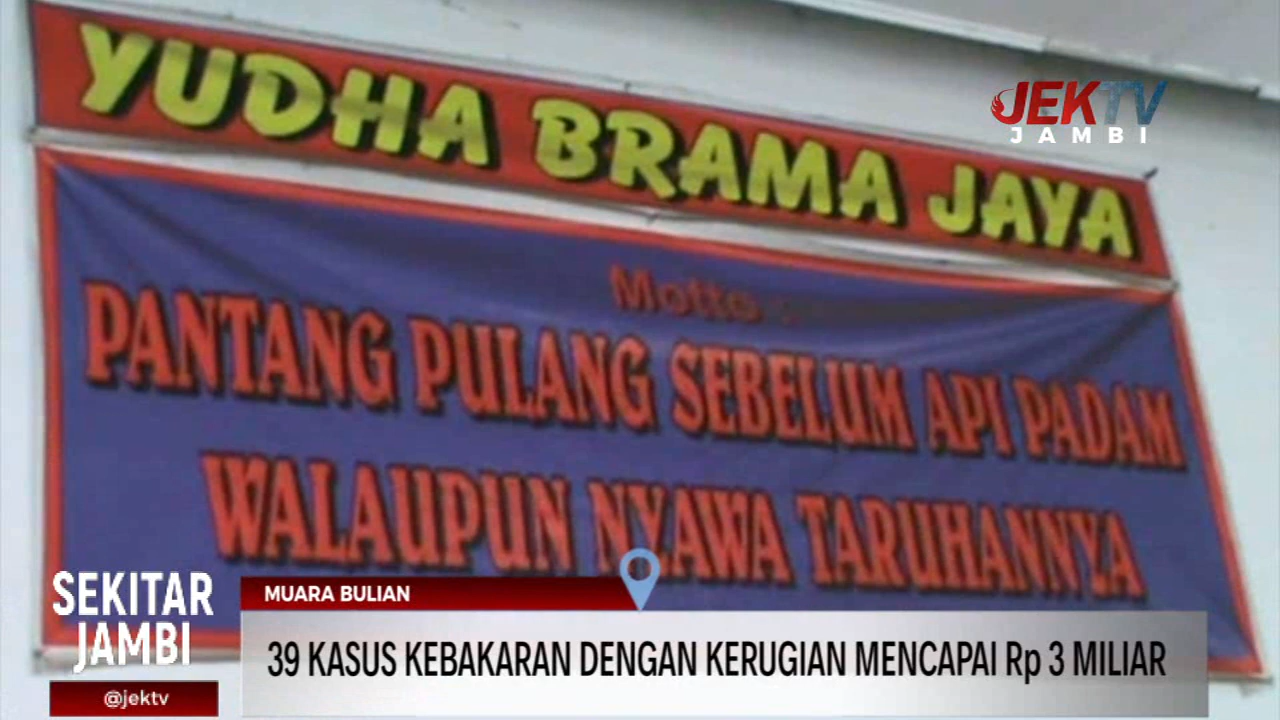 YUDHA BRAMA JAYA
JEKTV
JAMBI
Motto :
PANTANG PULANG SEBELUM API PADAM
WALAUPUN NYAWA TARUHANNYA
SEKITAR
JAMBI
@jektv
MUARA BULIAN
39 KASUS KEBAKARAN DENGAN KERUGIAN MENCAPAI Rp 3 MILIAR